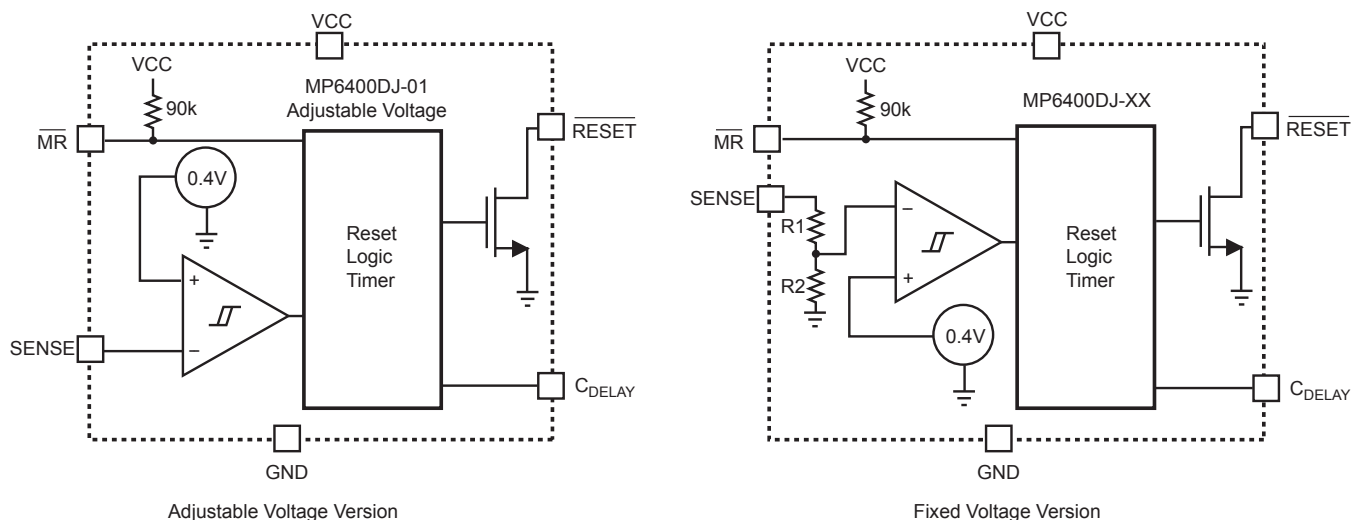 VCC
VCC
90k
MP6400DJ-01
Adjustable Voltage
MR
RESET
0.4V
+
−
SENSE
Reset
Logic
Timer
CDELAY
GND
Adjustable Voltage Version
VCC
VCC
90k
MP6400DJ-XX
MR
RESET
SENSE
R1
R2
−
+
0.4V
Reset
Logic
Timer
CDELAY
GND
Fixed Voltage Version